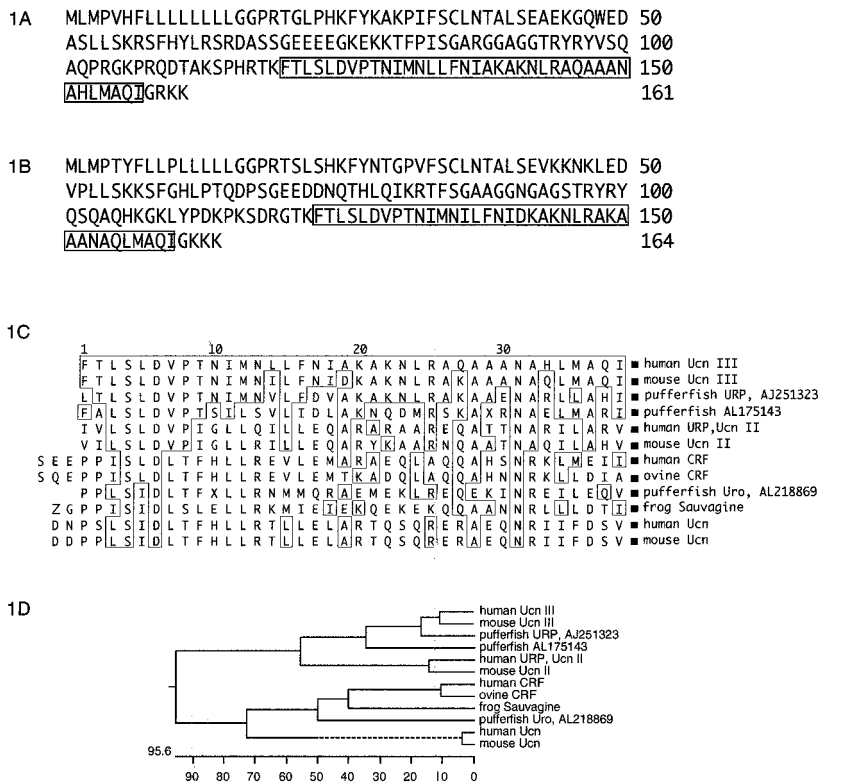 1A MLMPVHFLLLLLLLLGGPRTGLPHKFYKAKPIFSCLNTALSEAEKGQWED 50
ASLLSKRSFHYLRSRDASSGEEEEGKEKKTFPISGARGGAGGTRYRYVSQ 100
AQPRGKPRQDTAKSPHRTKFTLSLDVPTNIMNLLFNIAKAKNLRAQAAAN 150
AHLMAQIGRKK 161
1B MLMPTYFLLPLLLLLGGPRTSLSHKFYNTGPVFSCLNTALSEVKKNKLED 50
VPLLSKKSFGHLPTQDPSGEEDDNQTHLQIKRTFSGAAGGNGAGSTRYRY 100
QSQAQHKGKLYPDKPKSDRGTKFTLSLDVPTNIMNILFNIDKAKNLRAKA 150
AANAQLMAQIGKKK 164
1C
1 10 20 30
F T L S L D V P T N I M N L L F N I A K A K N L R A Q A A A N A H L M A Q I ■ human Ucn III
F T L S L D V P T N I M N I L F N I D K A K N L R A K A A A N A Q L M A Q I ■ mouse Ucn III
L T L S L D V P T N I M N V L F D V A K A K N L R A K A A E N A R L L A H I ■ pufferfish URP, AJ251323
F A L S L D V P T S I L S V L I D L A K N Q D M R S K A X R N A E L M A R I ■ pufferfish AL175143
I V L S L D V P I G L L Q I L L E Q A R A R A A R E Q A T T N A R I L A R V ■ human URP,Ucn II
V I L S L D V P I G L L R I L L E Q A R Y K A A R N Q A A T N A Q I L A H V ■ mouse Ucn II
S E E P P I S L D L T F H L L R E V L E M A R A E Q L A Q Q A H S N R K L M E I I ■ human CRF
S Q E P P I S L D L T F H L L R E V L E M T K A D Q L A Q Q A H N N R K L L D I A ■ ovine CRF
P P L S I D L T F H L L R N M M Q R A E M E K L R E Q E K I N R E I L E Q V ■ pufferfish Uro, AL218869
Z G P P I S I D L S L E L L R K M I E I E K Q E K E K Q Q A A N N R L L L D T I ■ frog Sauvagine
D N P S L S I D L T F H L L R T L L E L A R T Q S Q R E R A E Q N R I I F D S V ■ human Ucn
D D P P L S I D L T F H L L R T L L E L A R T Q S Q R E R A E Q N R I I F D S V ■ mouse Ucn
1D
human Ucn III
mouse Ucn III
pufferfish URP, AJ251323
pufferfish AL175143
human URP, Ucn II
mouse Ucn II
human CRF
ovine CRF
frog Sauvagine
pufferfish Uro, AL218869
human Ucn
mouse Ucn
95.6
90 80 70 60 50 40 30 20 10 0